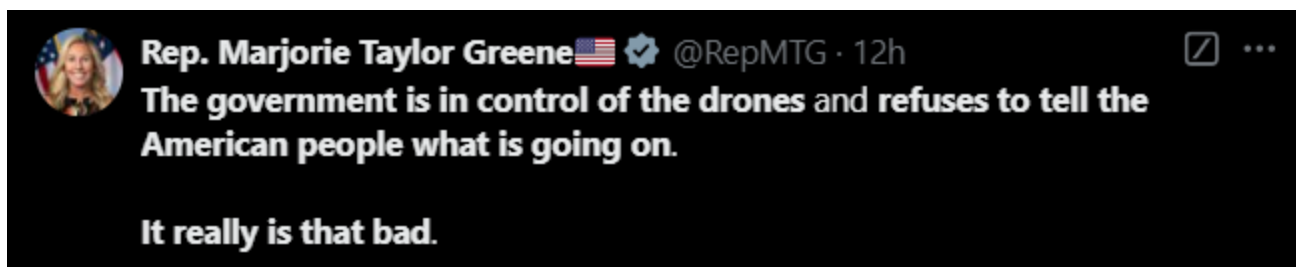 Rep. Marjorie Taylor Greene🇺🇸 @RepMTG · 12h
The government is in control of the drones and refuses to tell the
American people what is going on.
It really is that bad.